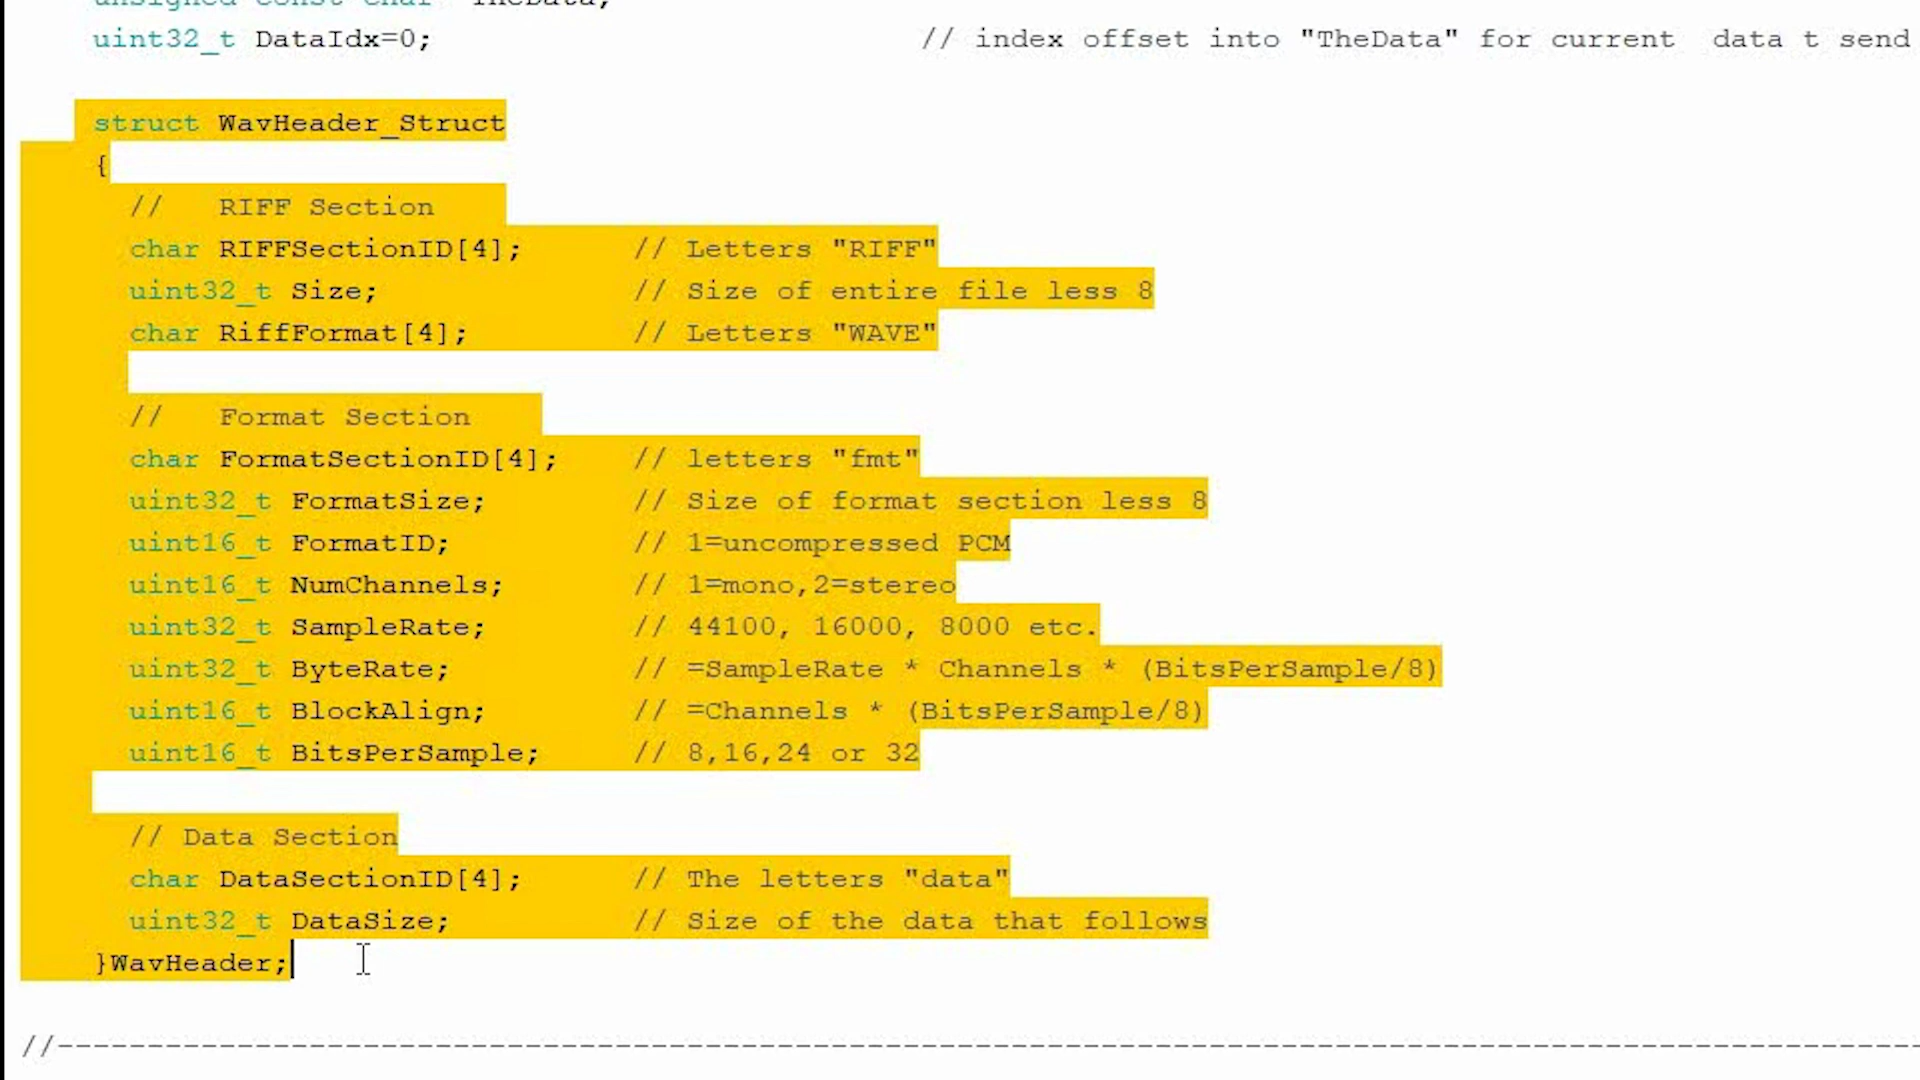 unsigned const char *TheData;
uint32_t DataIdx=0; // index offset into "TheData" for current  data t send
struct WavHeader_Struct
{
//   RIFF Section
char RIFFSectionID[4]; // Letters "RIFF"
uint32_t Size; // Size of entire file less 8
char RiffFormat[4]; // Letters "WAVE"
//   Format Section
char FormatSectionID[4]; // letters "fmt"
uint32_t FormatSize; // Size of format section less 8
uint16_t FormatID; // 1=uncompressed PCM
uint16_t NumChannels; // 1=mono,2=stereo
uint32_t SampleRate; // 44100, 16000, 8000 etc.
uint32_t ByteRate; // =SampleRate * Channels * (BitsPerSample/8)
uint16_t BlockAlign; // =Channels * (BitsPerSample/8)
uint16_t BitsPerSample; // 8,16,24 or 32
// Data Section
char DataSectionID[4]; // The letters "data"
uint32_t DataSize; // Size of the data that follows
}WavHeader;
//------------------------------------------------------------------------------------------------------